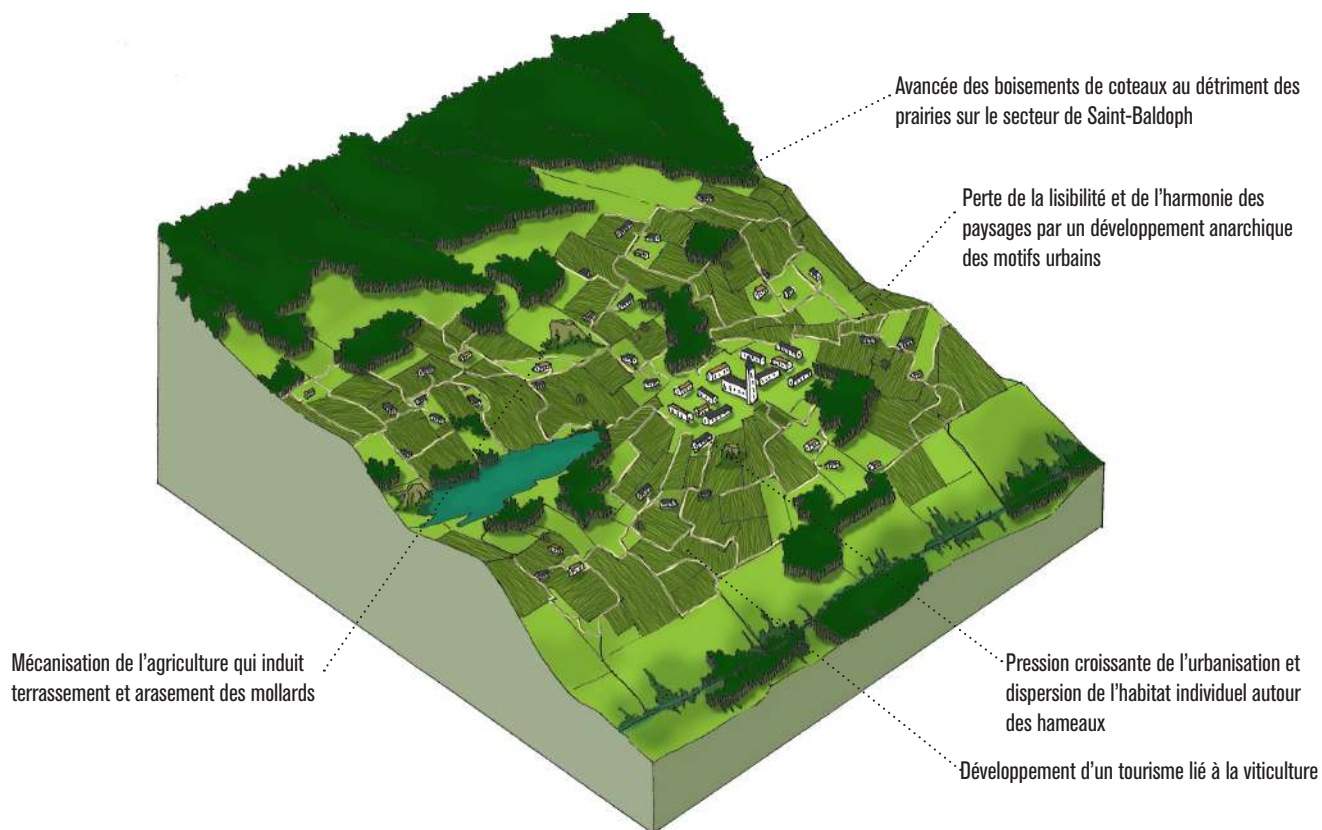 Avancée des boisements de coteaux au détriment des
prairies sur le secteur de Saint-Baldoph
Perte de la lisibilité et de l’harmonie des
paysages par un développement anarchique
des motifs urbains
Mécanisation de l’agriculture qui induit
terrassement et arasement des mollards
Pression croissante de l’urbanisation et
dispersion de l’habitat individuel autour
des hameaux
Développement d’un tourisme lié à la viticulture